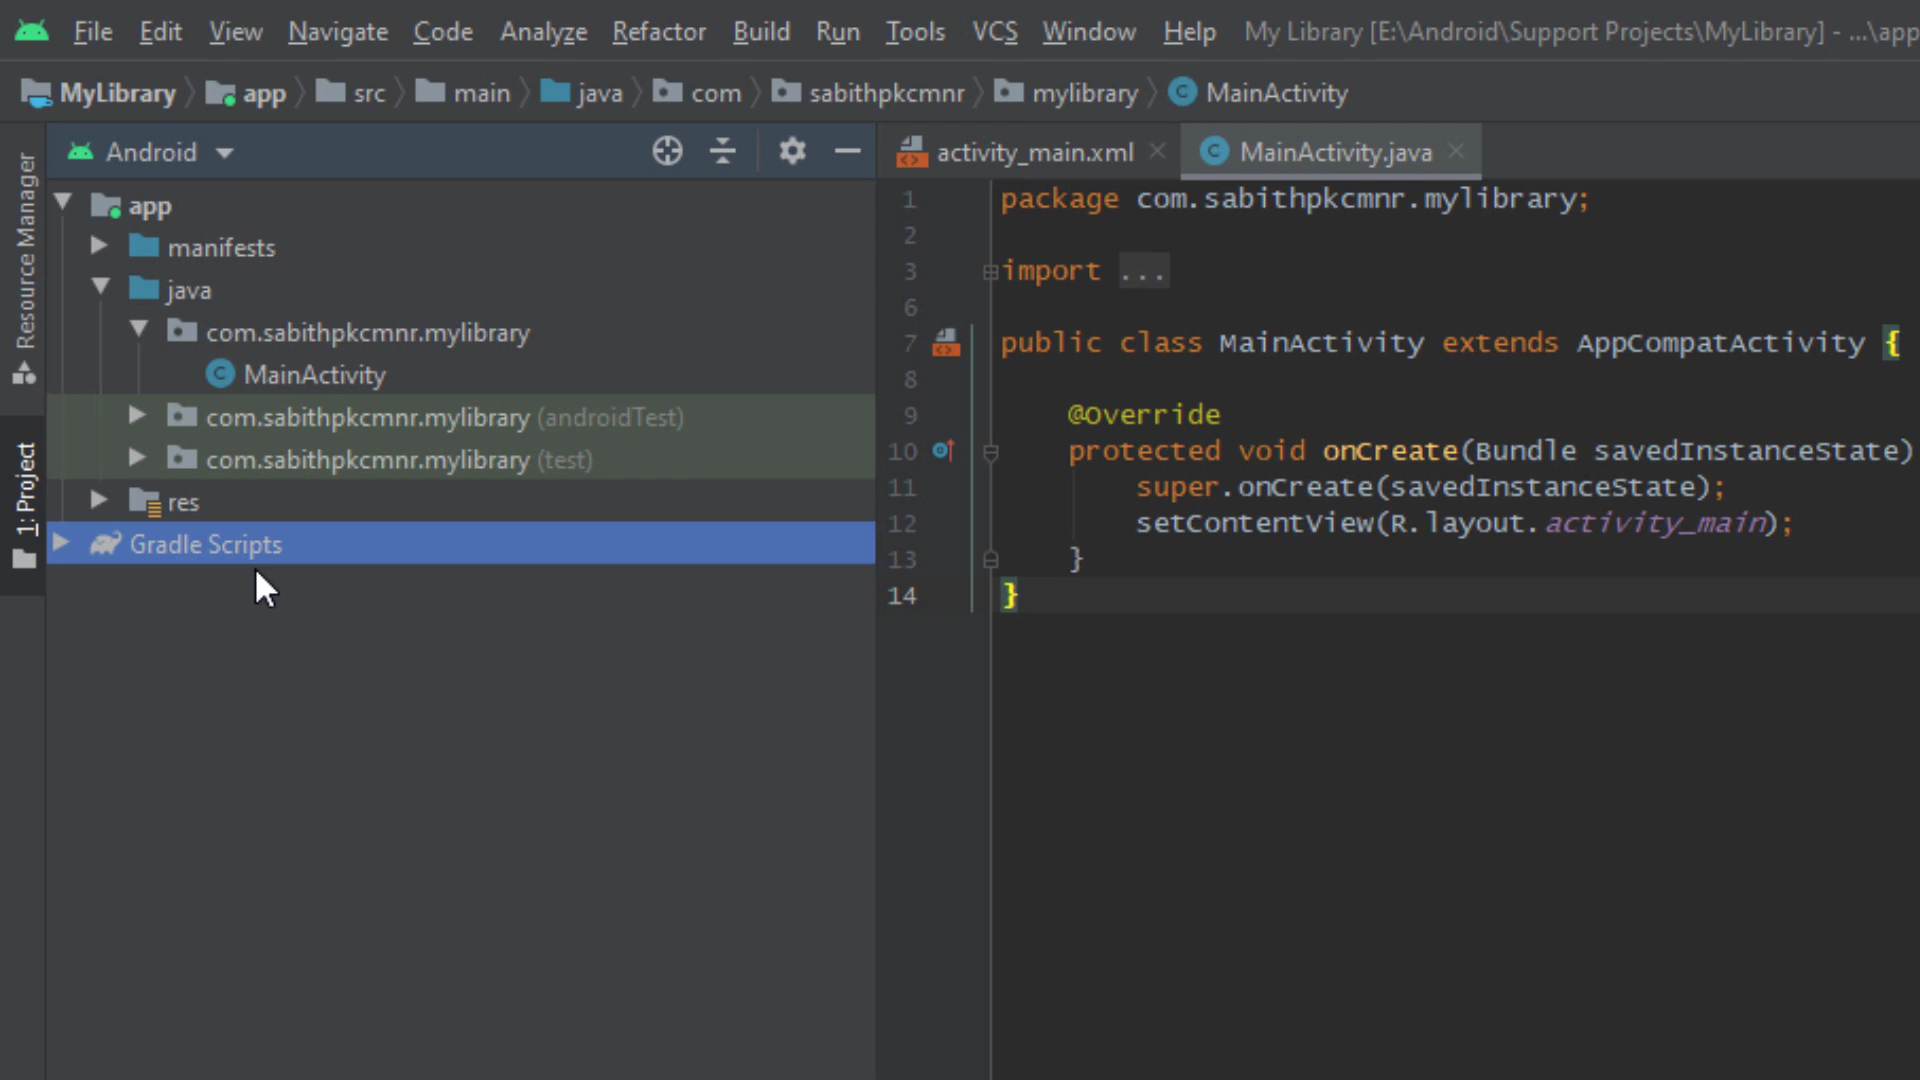 File Edit View Navigate Code Analyze Refactor Build Run Tools VCS Window Help My Library [E:\Android\Support Projects\MyLibrary] - ...\app
MyLibrary app src main java com sabithpkcmnr mylibrary MainActivity
Resource Manager
1: Project
Android
app
manifests
java
com.sabithpkcmnr.mylibrary
MainActivity
com.sabithpkcmnr.mylibrary (androidTest)
com.sabithpkcmnr.mylibrary (test)
res
Gradle Scripts
activity_main.xml MainActivity.java
1 package com.sabithpkcmnr.mylibrary;
2
3 import ...
6
7 public class MainActivity extends AppCompatActivity {
8
9 @Override
10 protected void onCreate(Bundle savedInstanceState)
11 super.onCreate(savedInstanceState);
12 setContentView(R.layout.activity_main);
13 }
14 }